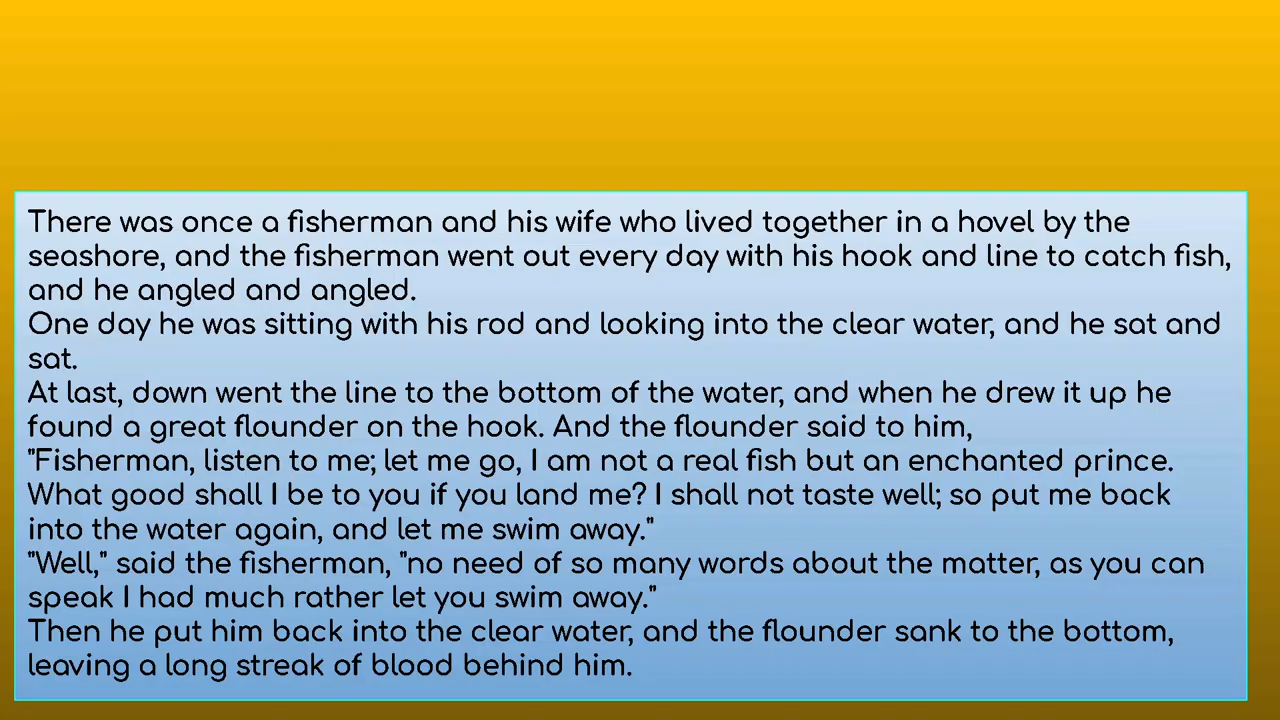 There was once a fisherman and his wife who lived together in a hovel by the
seashore, and the fisherman went out every day with his hook and line to catch fish,
and he angled and angled.
One day he was sitting with his rod and looking into the clear water, and he sat and
sat.
At last, down went the line to the bottom of the water, and when he drew it up he
found a great flounder on the hook. And the flounder said to him,
"Fisherman, listen to me; let me go, I am not a real fish but an enchanted prince.
What good shall I be to you if you land me? I shall not taste well; so put me back
into the water again, and let me swim away."
"Well," said the fisherman, "no need of so many words about the matter, as you can
speak I had much rather let you swim away."
Then he put him back into the clear water, and the flounder sank to the bottom,
leaving a long streak of blood behind him.